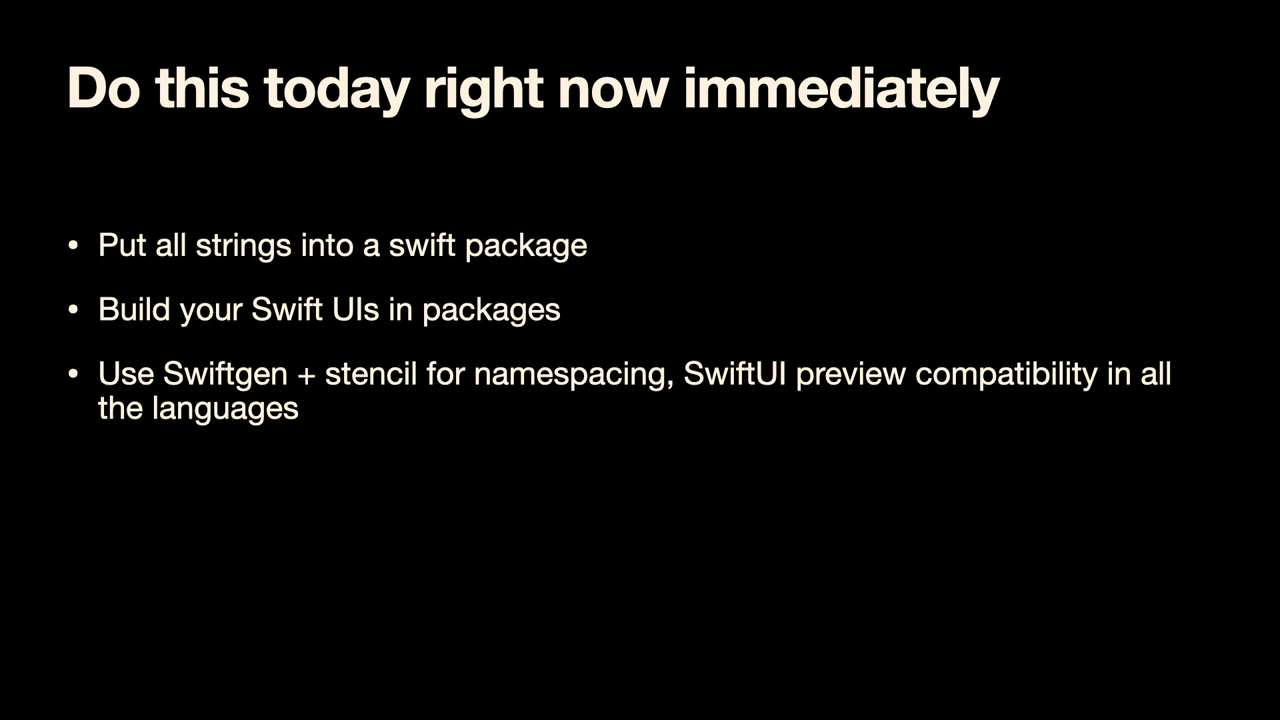 Do this today right now immediately
• Put all strings into a swift package
• Build your Swift UIs in packages
• Use Swiftgen + stencil for namespacing, SwiftUI preview compatibility in all
the languages